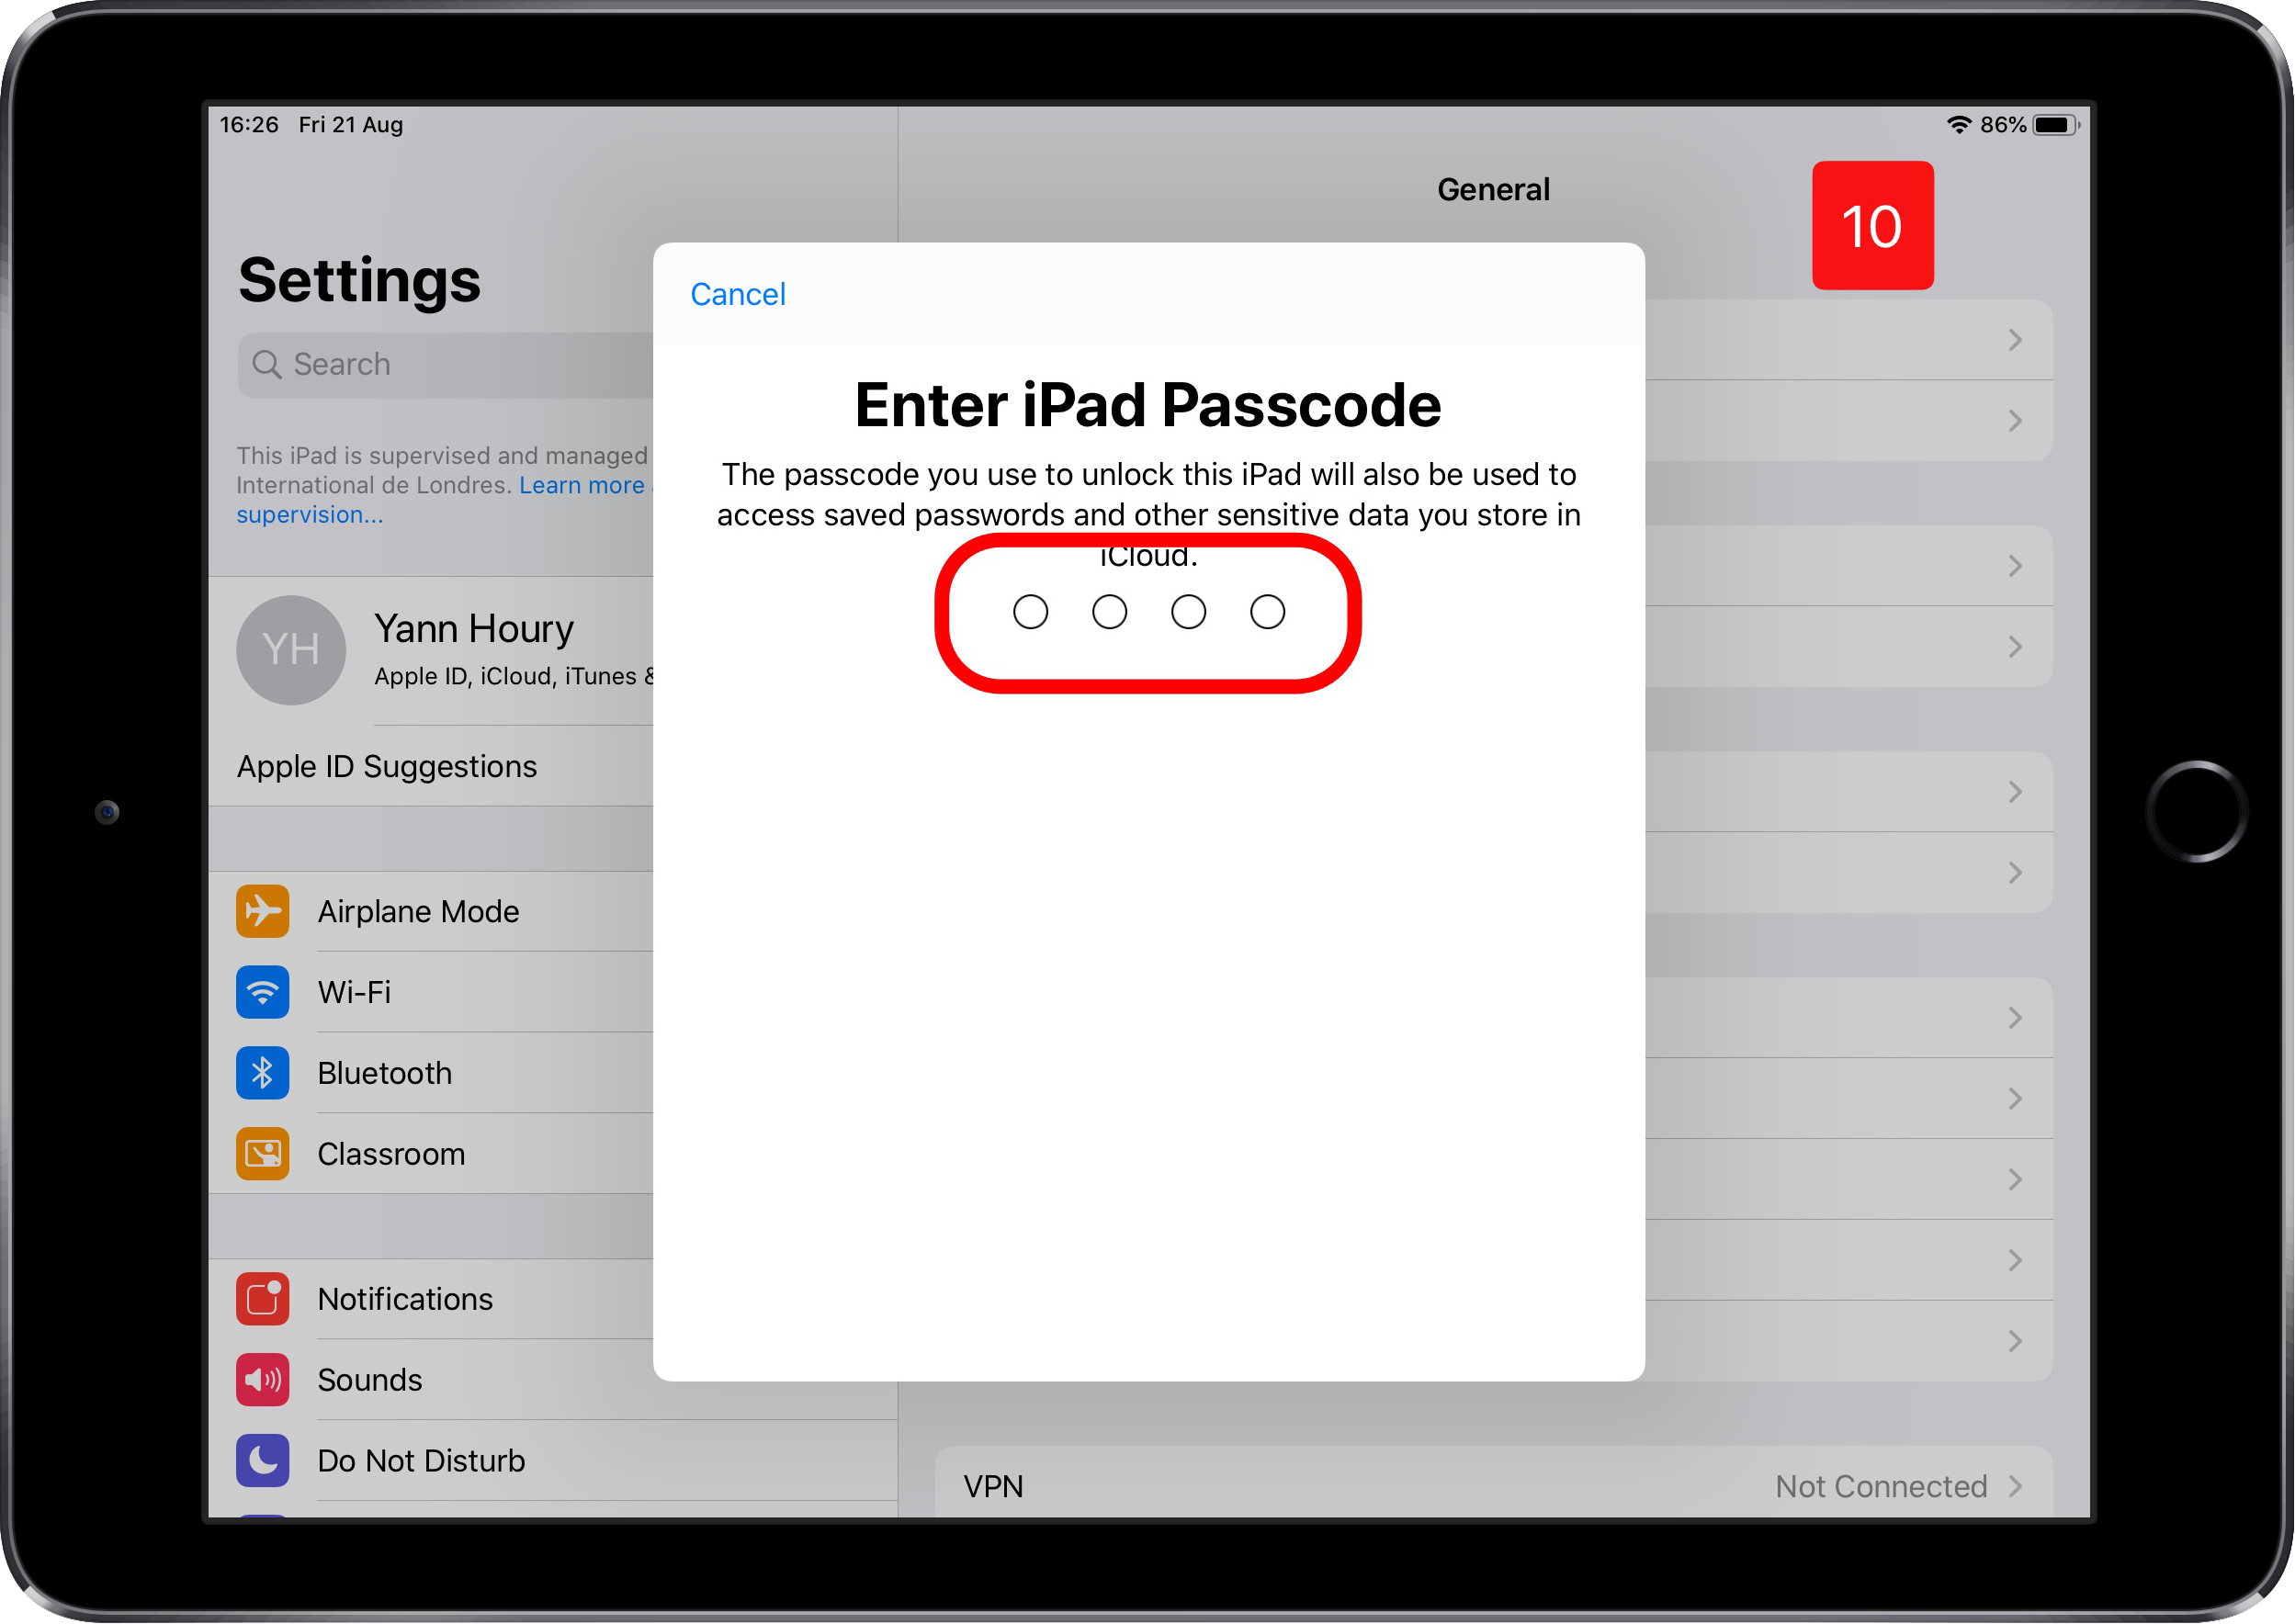 16:26 Fri 21 Aug
86%
General
10
Settings
Search
This iPad is supervised and managed
International de Londres. Learn more
supervision...
YH
Yann Houry
Apple ID, iCloud, iTunes &
Apple ID Suggestions
Airplane Mode
Wi-Fi
Bluetooth
Classroom
Notifications
Sounds
Do Not Disturb
Cancel
Enter iPad Passcode
The passcode you use to unlock this iPad will also be used to
access saved passwords and other sensitive data you store in
iCloud.
VPN Not Connected